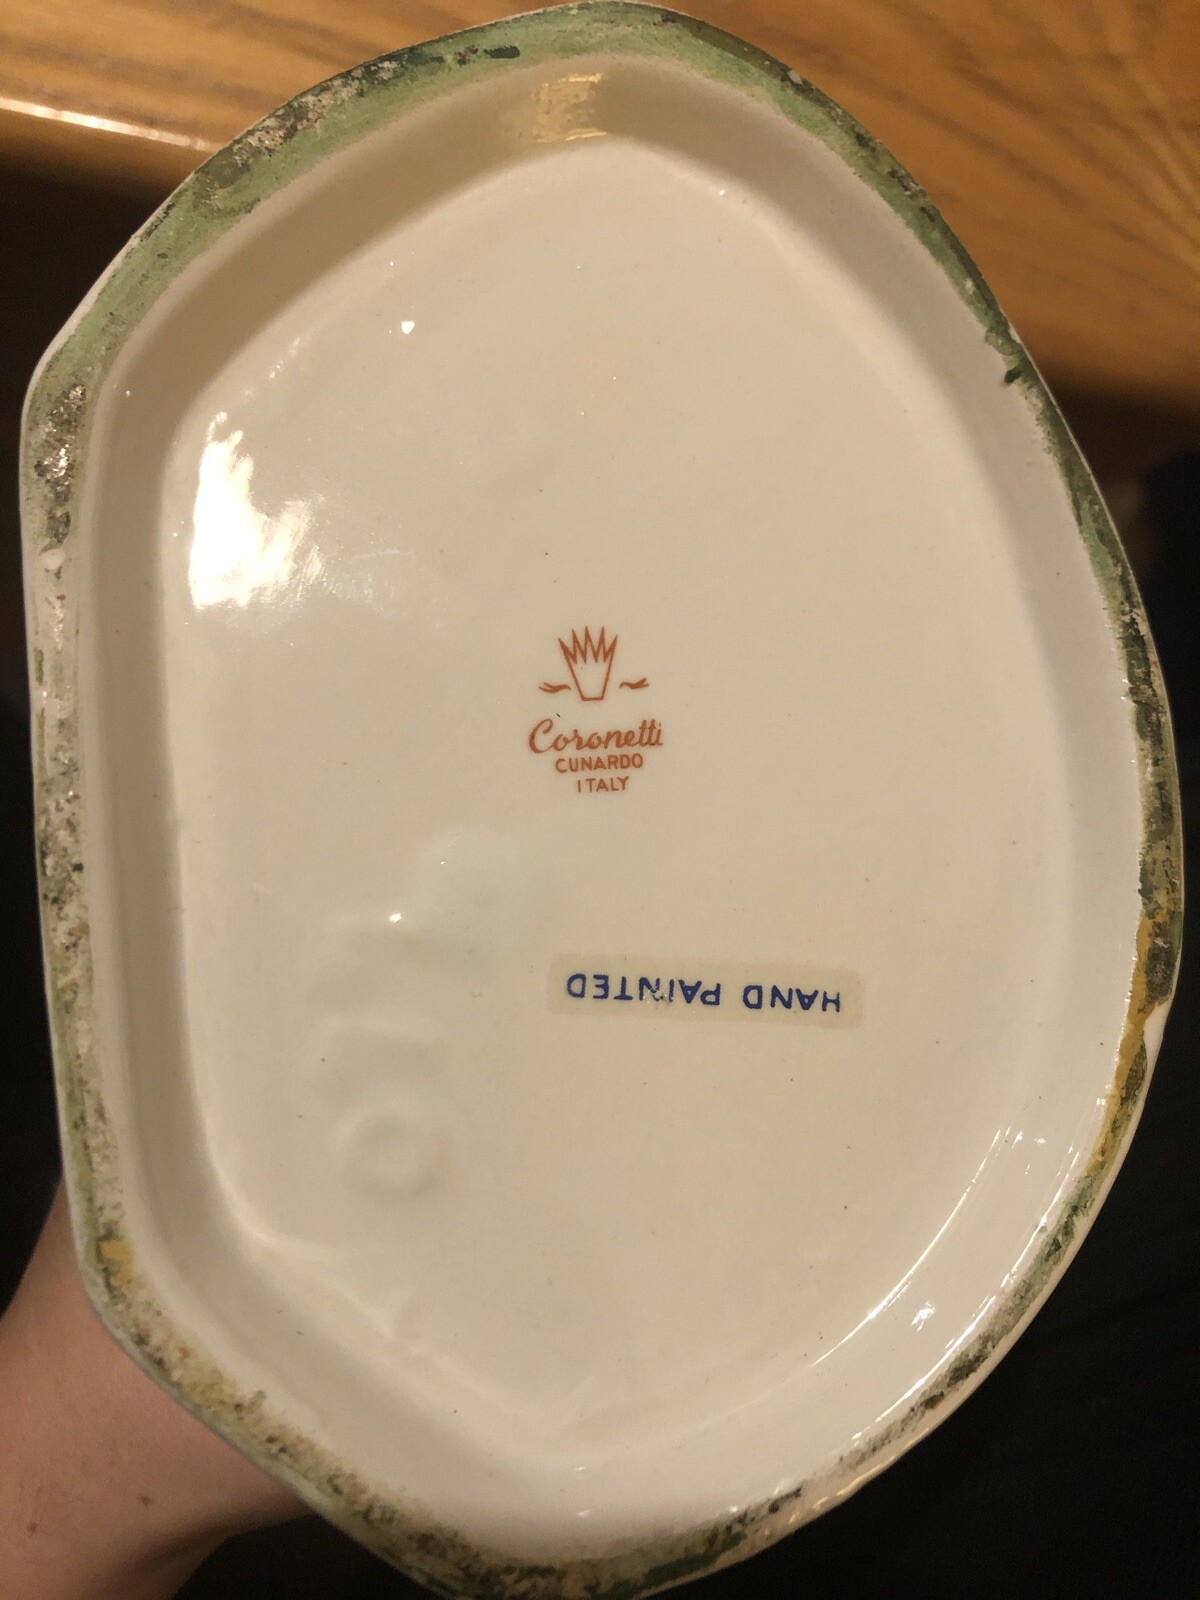 Coronetti
CUNARDO
ITALY
HAND PAINTED